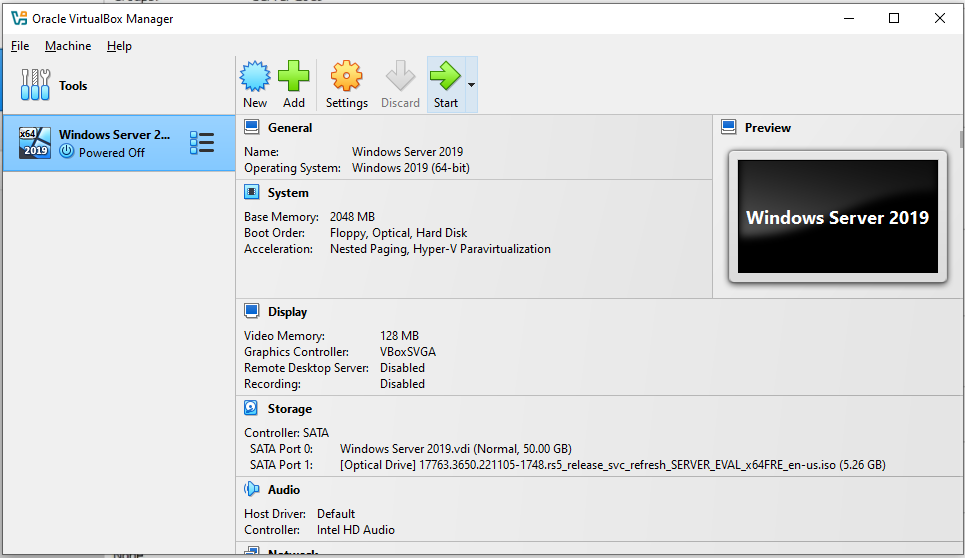 Oracle VirtualBox Manager
File Machine Help
Tools
New Add Settings Discard Start
x64
2019
Windows Server 2...
Powered Off
General
Name: Windows Server 2019
Operating System: Windows 2019 (64-bit)
System
Base Memory: 2048 MB
Boot Order: Floppy, Optical, Hard Disk
Acceleration: Nested Paging, Hyper-V Paravirtualization
Preview
Windows Server 2019
Display
Video Memory: 128 MB
Graphics Controller: VBoxSVGA
Remote Desktop Server: Disabled
Recording: Disabled
Storage
Controller: SATA
SATA Port 0: Windows Server 2019.vdi (Normal, 50.00 GB)
SATA Port 1: [Optical Drive] 17763.3650.221105-1748.rs5_release_svc_refresh_SERVER_EVAL_x64FRE_en-us.iso (5.26 GB)
Audio
Host Driver: Default
Controller: Intel HD Audio
Network